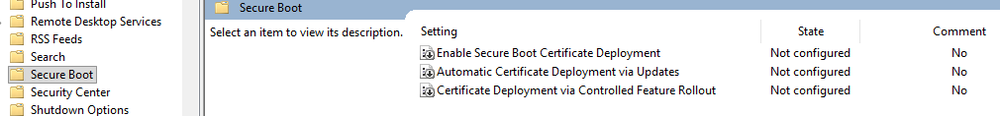 Push To Install
Remote Desktop Services
RSS Feeds
Search
Secure Boot
Security Center
Shutdown Options
Secure Boot
Select an item to view its description.
Setting State Comment
Enable Secure Boot Certificate Deployment Not configured No
Automatic Certificate Deployment via Updates Not configured No
Certificate Deployment via Controlled Feature Rollout Not configured No